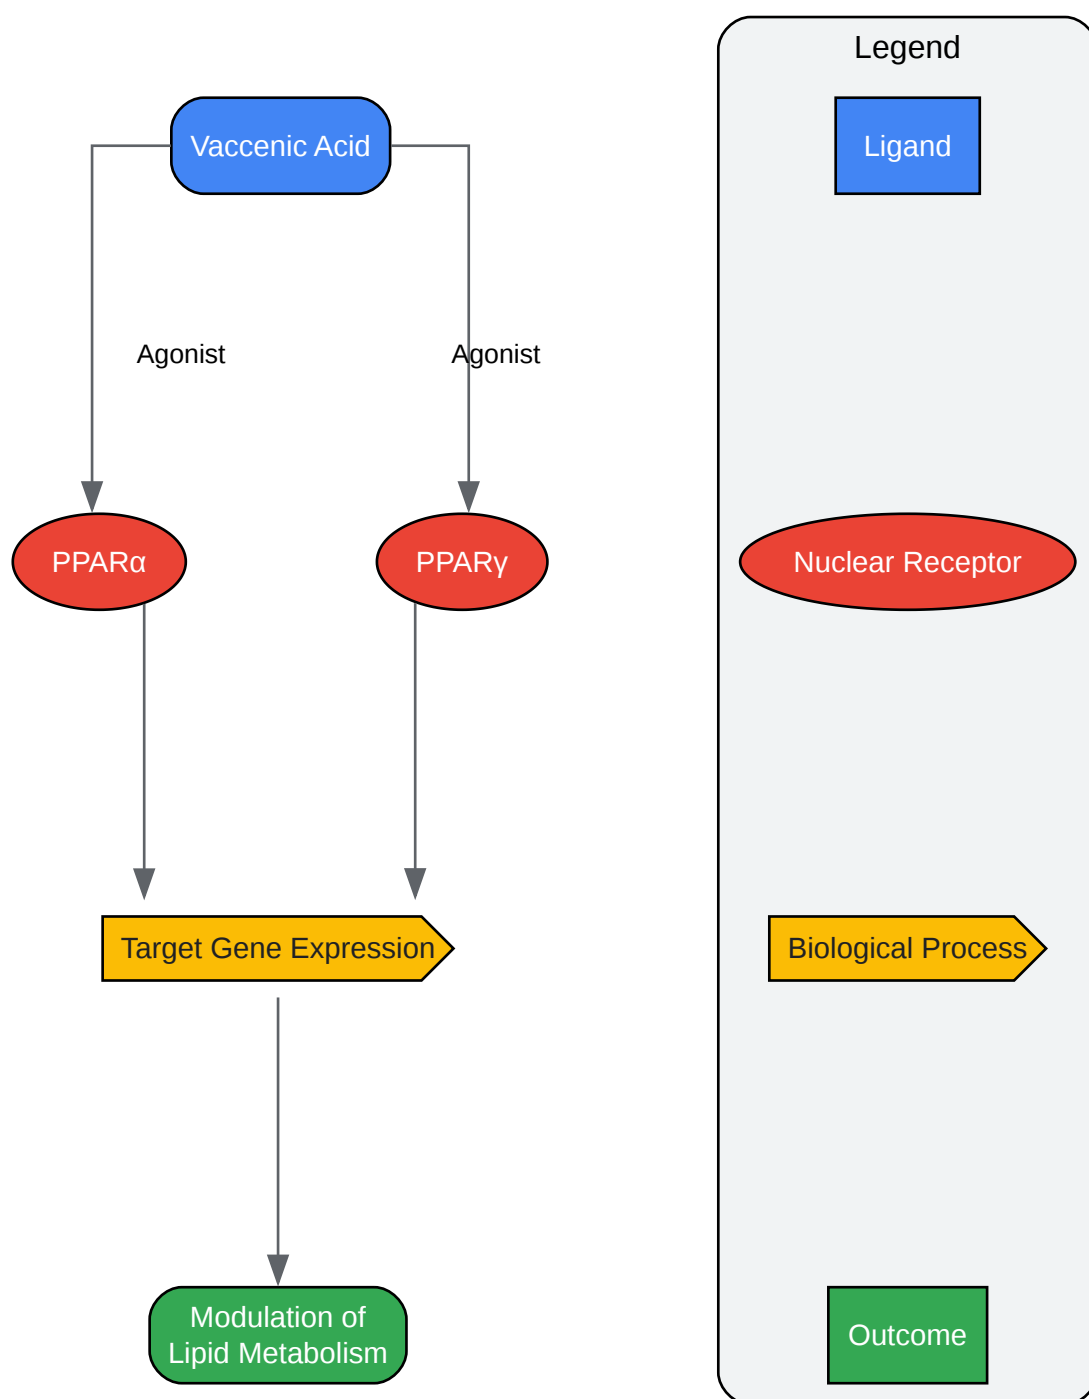 Vaccenic Acid
Agonist
Agonist
PPARα
PPARγ
Target Gene Expression
Modulation of
Lipid Metabolism
Legend
Ligand
Nuclear Receptor
Biological Process
Outcome